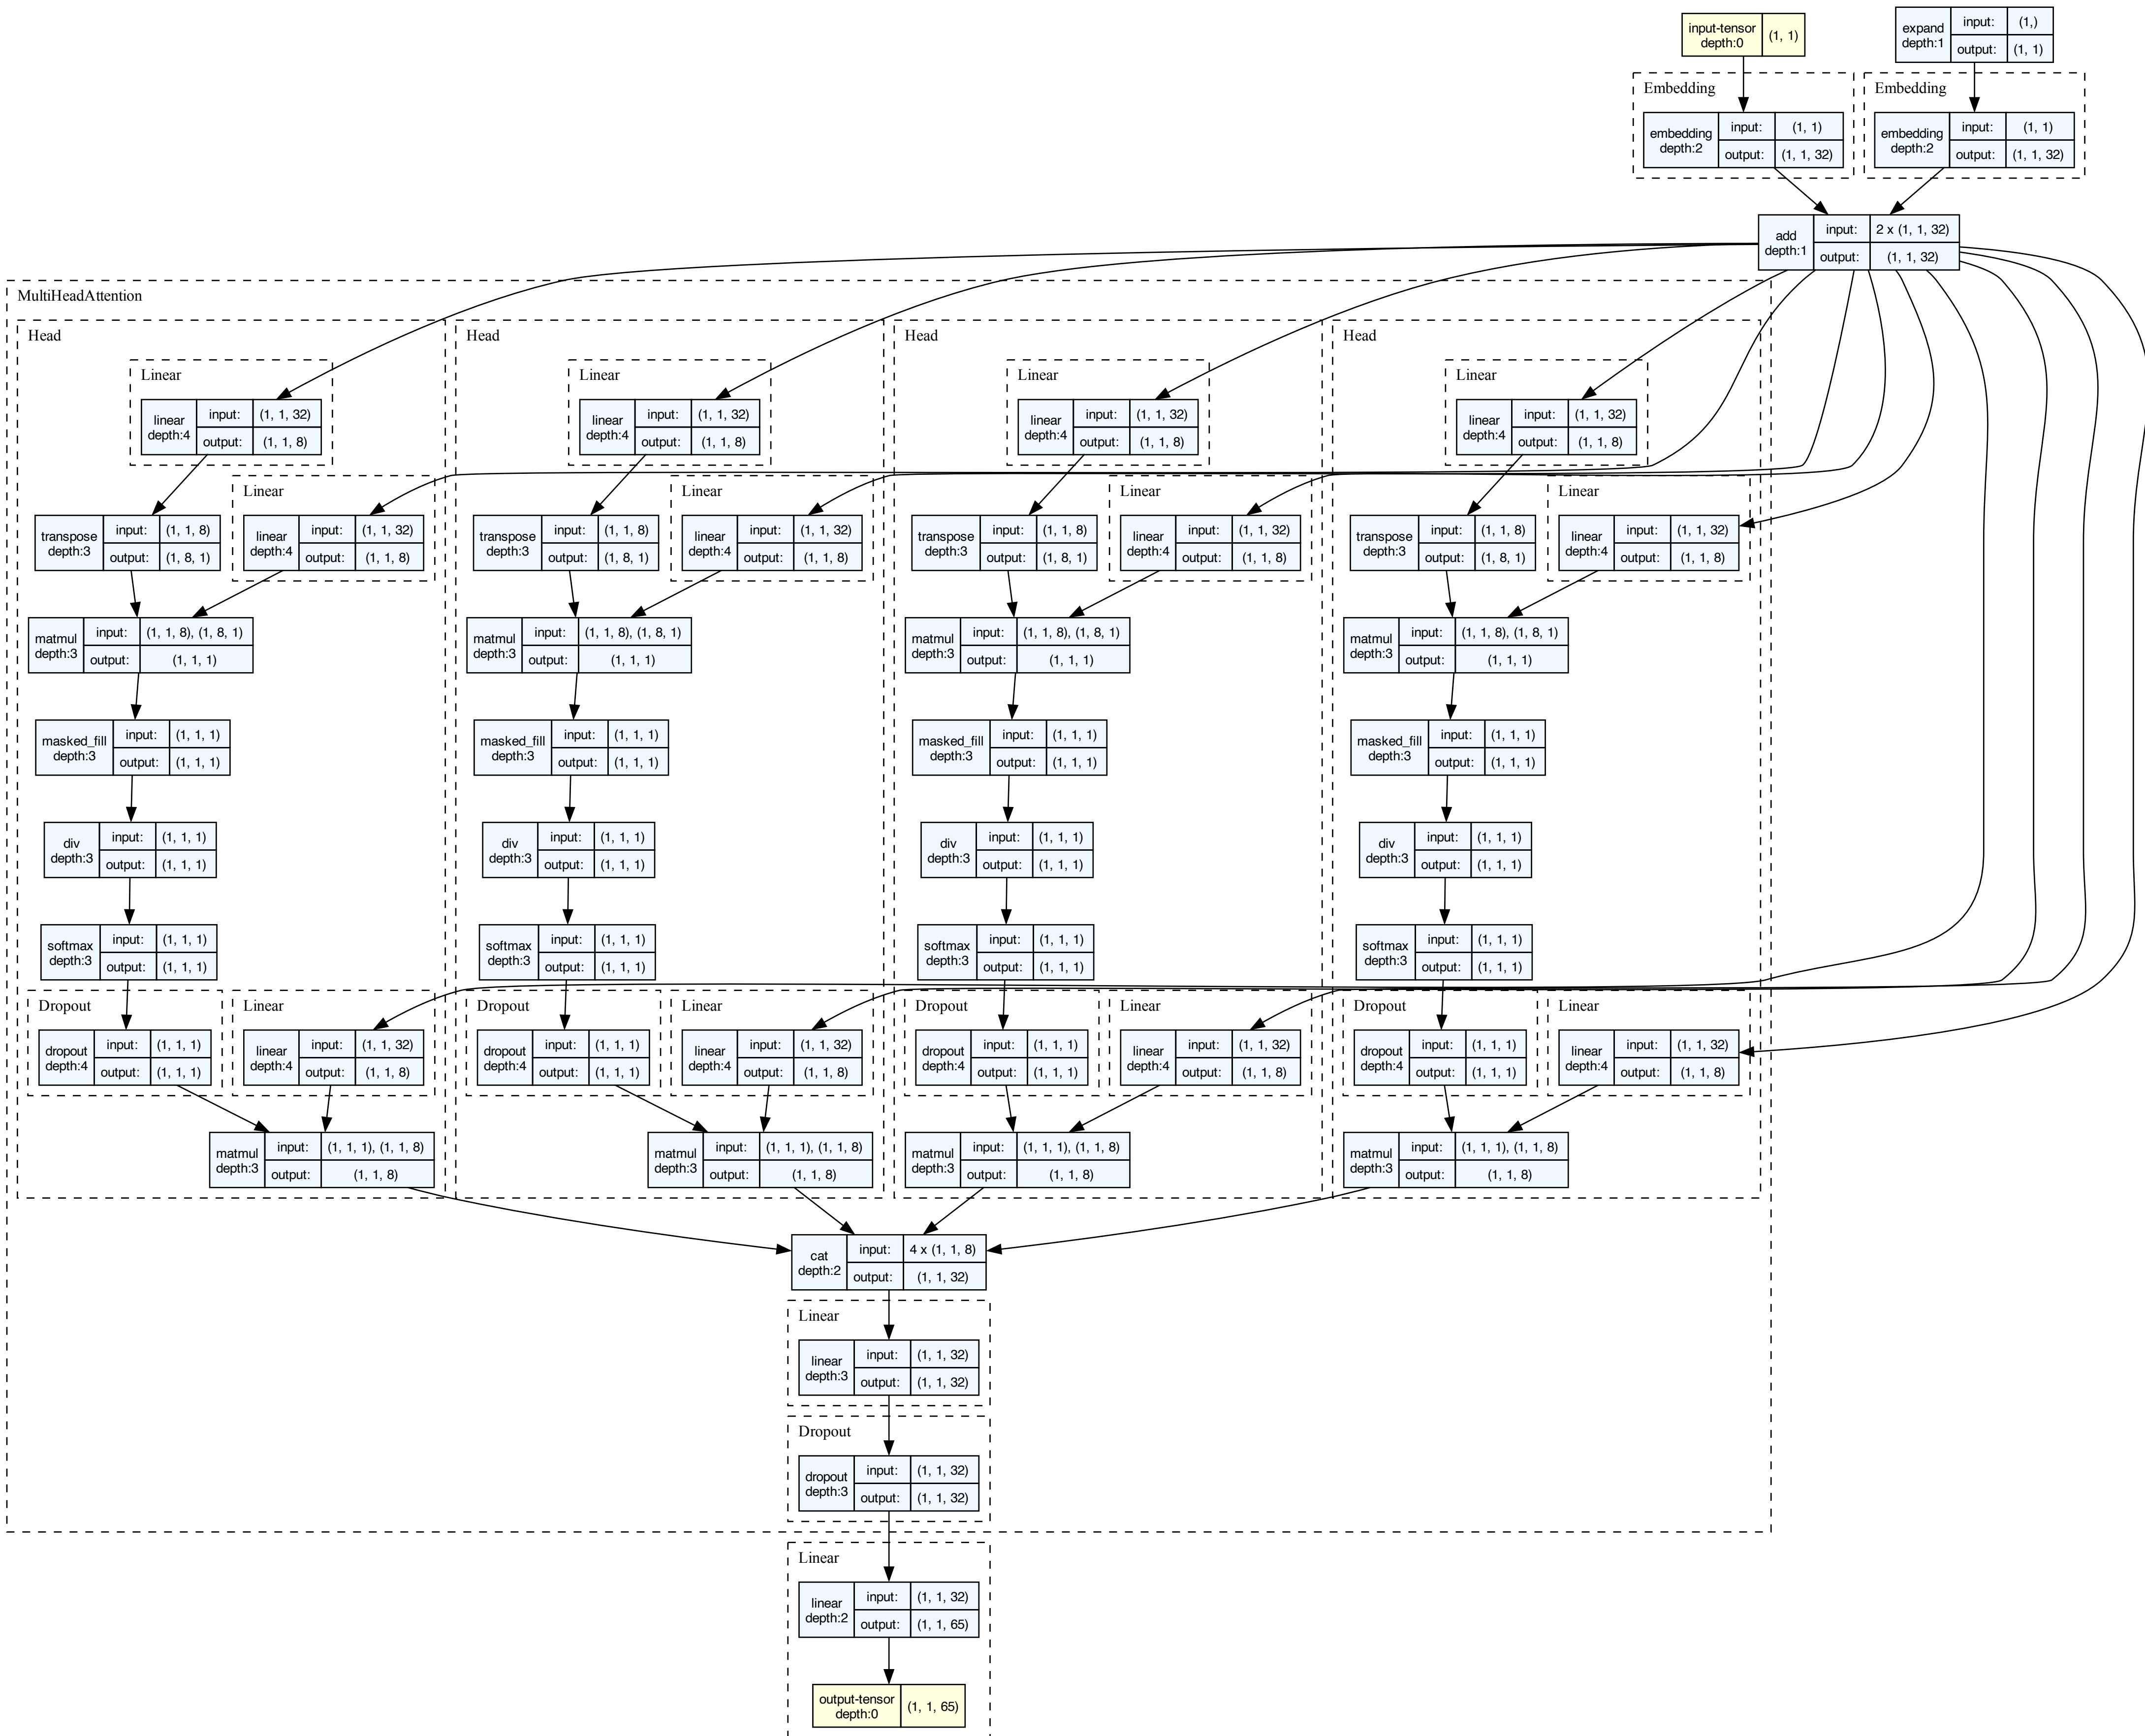 input-tensor
depth:0
(1, 1)
expand
depth:1
input:
(1,)
output:
(1, 1)
Embedding
embedding
depth:2
input:
(1, 1)
output:
(1, 1, 32)
Embedding
embedding
depth:2
input:
(1, 1)
output:
(1, 1, 32)
add
depth:1
input:
2 x (1, 1, 32)
output:
(1, 1, 32)
MultiHeadAttention
Head
Linear
linear
depth:4
input:
(1, 1, 32)
output:
(1, 1, 8)
Linear
transpose
depth:3
input:
(1, 1, 8)
output:
(1, 8, 1)
linear
depth:4
input:
(1, 1, 32)
output:
(1, 1, 8)
matmul
depth:3
input:
(1, 1, 8), (1, 8, 1)
output:
(1, 1, 1)
masked_fill
depth:3
input:
(1, 1, 1)
output:
(1, 1, 1)
div
depth:3
input:
(1, 1, 1)
output:
(1, 1, 1)
softmax
depth:3
input:
(1, 1, 1)
output:
(1, 1, 1)
Dropout
dropout
depth:4
input:
(1, 1, 1)
output:
(1, 1, 1)
Linear
linear
depth:4
input:
(1, 1, 32)
output:
(1, 1, 8)
matmul
depth:3
input:
(1, 1, 1), (1, 1, 8)
output:
(1, 1, 8)
Head
Linear
linear
depth:4
input:
(1, 1, 32)
output:
(1, 1, 8)
Linear
transpose
depth:3
input:
(1, 1, 8)
output:
(1, 8, 1)
linear
depth:4
input:
(1, 1, 32)
output:
(1, 1, 8)
matmul
depth:3
input:
(1, 1, 8), (1, 8, 1)
output:
(1, 1, 1)
masked_fill
depth:3
input:
(1, 1, 1)
output:
(1, 1, 1)
div
depth:3
input:
(1, 1, 1)
output:
(1, 1, 1)
softmax
depth:3
input:
(1, 1, 1)
output:
(1, 1, 1)
Dropout
dropout
depth:4
input:
(1, 1, 1)
output:
(1, 1, 1)
Linear
linear
depth:4
input:
(1, 1, 32)
output:
(1, 1, 8)
matmul
depth:3
input:
(1, 1, 1), (1, 1, 8)
output:
(1, 1, 8)
Head
Linear
linear
depth:4
input:
(1, 1, 32)
output:
(1, 1, 8)
Linear
transpose
depth:3
input:
(1, 1, 8)
output:
(1, 8, 1)
linear
depth:4
input:
(1, 1, 32)
output:
(1, 1, 8)
matmul
depth:3
input:
(1, 1, 8), (1, 8, 1)
output:
(1, 1, 1)
masked_fill
depth:3
input:
(1, 1, 1)
output:
(1, 1, 1)
div
depth:3
input:
(1, 1, 1)
output:
(1, 1, 1)
softmax
depth:3
input:
(1, 1, 1)
output:
(1, 1, 1)
Dropout
dropout
depth:4
input:
(1, 1, 1)
output:
(1, 1, 1)
Linear
linear
depth:4
input:
(1, 1, 32)
output:
(1, 1, 8)
matmul
depth:3
input:
(1, 1, 1), (1, 1, 8)
output:
(1, 1, 8)
Head
Linear
linear
depth:4
input:
(1, 1, 32)
output:
(1, 1, 8)
Linear
transpose
depth:3
input:
(1, 1, 8)
output:
(1, 8, 1)
linear
depth:4
input:
(1, 1, 32)
output:
(1, 1, 8)
matmul
depth:3
input:
(1, 1, 8), (1, 8, 1)
output:
(1, 1, 1)
masked_fill
depth:3
input:
(1, 1, 1)
output:
(1, 1, 1)
div
depth:3
input:
(1, 1, 1)
output:
(1, 1, 1)
softmax
depth:3
input:
(1, 1, 1)
output:
(1, 1, 1)
Dropout
dropout
depth:4
input:
(1, 1, 1)
output:
(1, 1, 1)
Linear
linear
depth:4
input:
(1, 1, 32)
output:
(1, 1, 8)
matmul
depth:3
input:
(1, 1, 1), (1, 1, 8)
output:
(1, 1, 8)
cat
depth:2
input:
4 x (1, 1, 8)
output:
(1, 1, 32)
Linear
linear
depth:3
input:
(1, 1, 32)
output:
(1, 1, 32)
Dropout
dropout
depth:3
input:
(1, 1, 32)
output:
(1, 1, 32)
Linear
linear
depth:2
input:
(1, 1, 32)
output:
(1, 1, 65)
output-tensor
depth:0
(1, 1, 65)